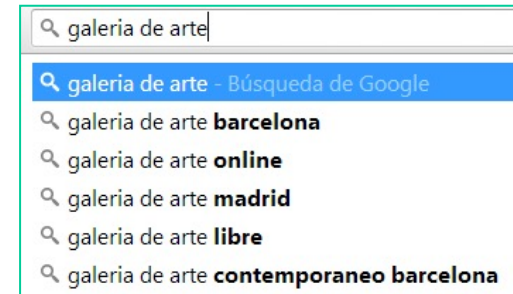 galeria de arte
galeria de arte - Búsqueda de Google
galeria de arte barcelona
galeria de arte online
galeria de arte madrid
galeria de arte libre
galeria de arte contemporaneo barcelona